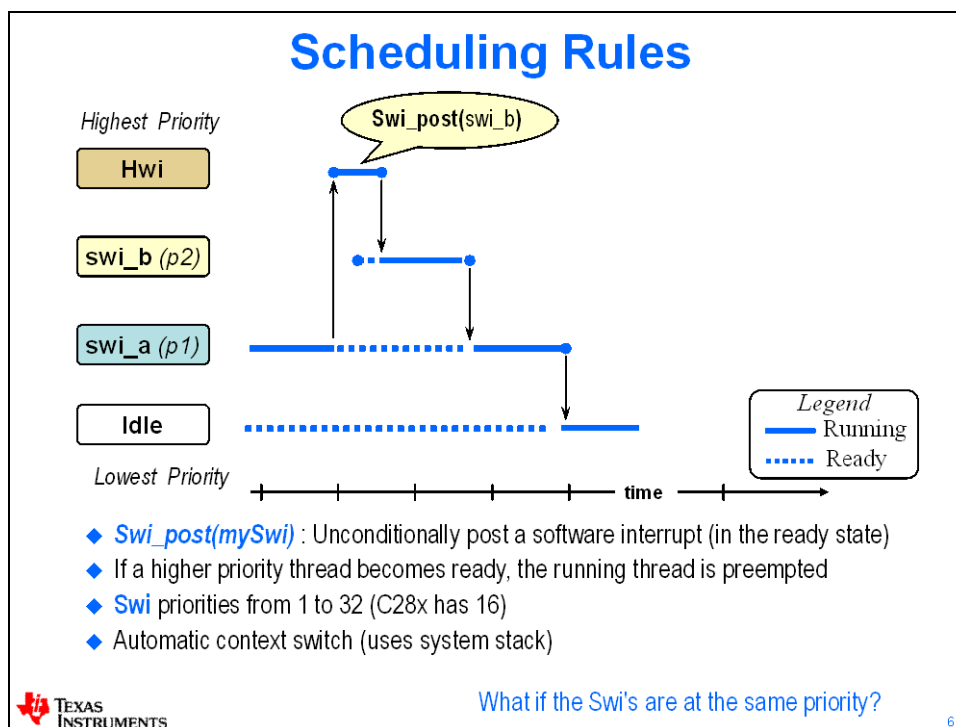 Scheduling Rules
Highest Priority
Swi_post(swi_b)
Hwi
swi_b (p2)
swi_a (p1)
Idle
Legend
Running
Ready
Lowest Priority
time
Swi_post(mySwi) : Unconditionally post a software interrupt (in the ready state)
If a higher priority thread becomes ready, the running thread is preempted
Swi priorities from 1 to 32 (C28x has 16)
Automatic context switch (uses system stack)
TEXAS
INSTRUMENTS
What if the Swi's are at the same priority?
6